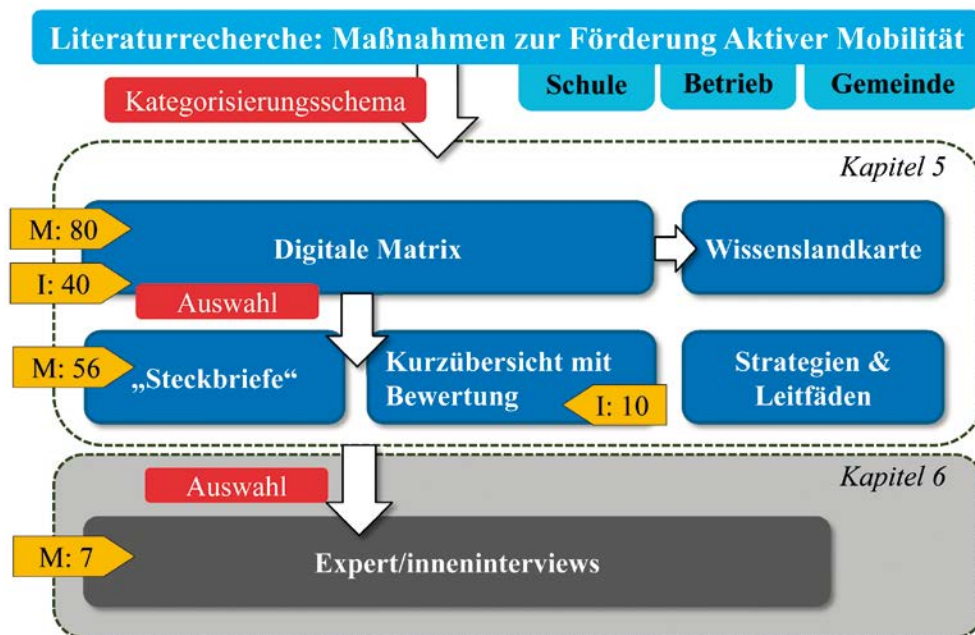 Literaturrecherche: Maßnahmen zur Förderung Aktiver Mobilität
Schule
Betrieb
Gemeinde
Kategorisierungsschema
Kapitel 5
M: 80
Digitale Matrix
Wissenslandkarte
I: 40
Auswahl
M: 56
„Steckbriefe“
Kurzübersicht mit
Bewertung
I: 10
Strategien &
Leitfäden
Kapitel 6
Auswahl
M: 7
Expert/inneninterviews